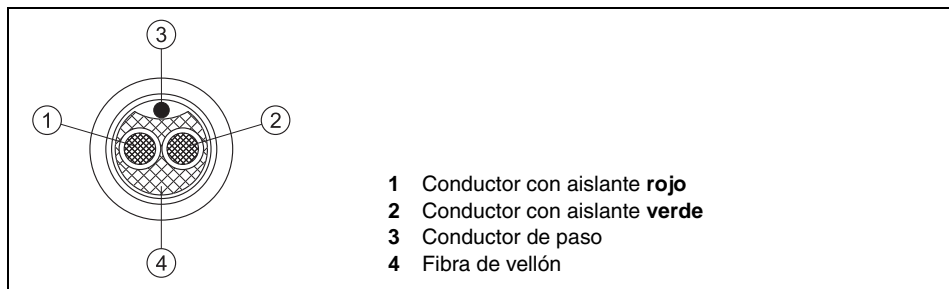 3
1
2
4
1 Conductor con aislante rojo
2 Conductor con aislante verde
3 Conductor de paso
4 Fibra de vellón